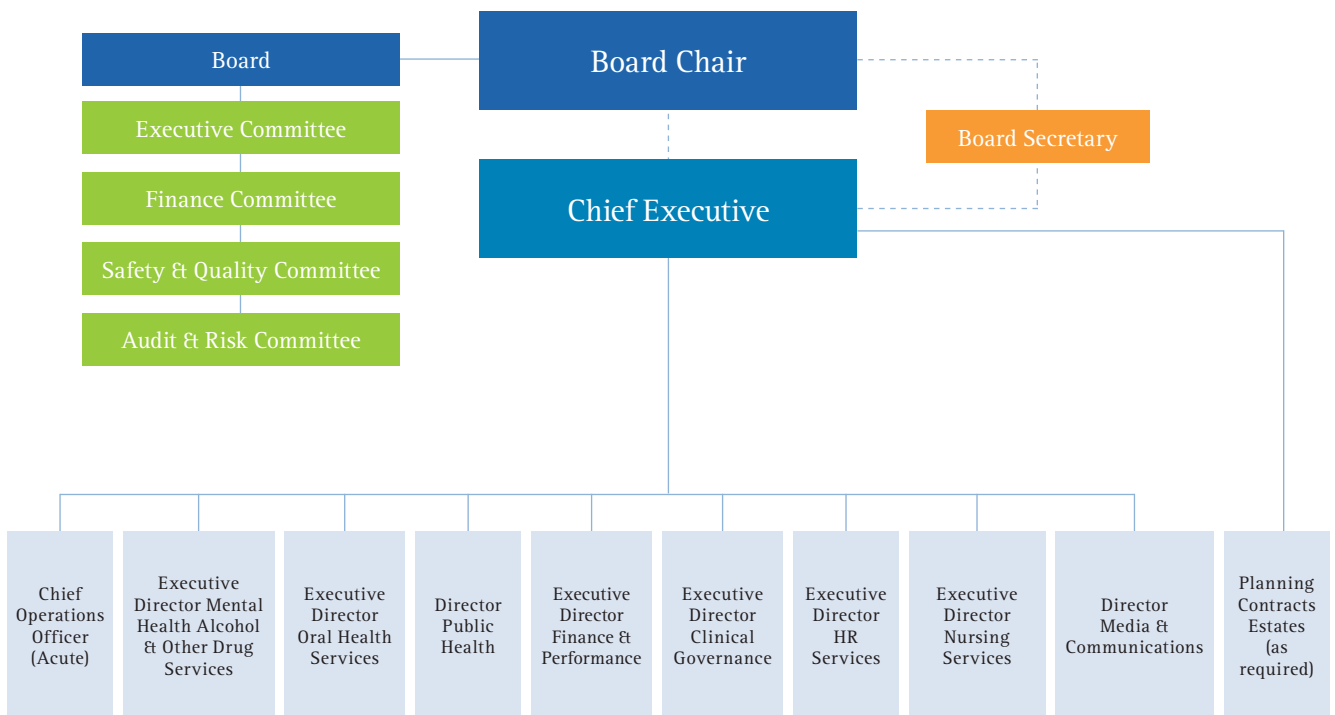 Board
Board Chair
Executive Committee
Board Secretary
Finance Committee
Chief Executive
Safety & Quality Committee
Audit & Risk Committee
Chief
Operations
Officer
(Acute)
Executive
Director Mental
Health Alcohol
& Other Drug
Services
Executive
Director
Oral Health
Services
Director
Public
Health
Executive
Director
Finance &
Performance
Executive
Director
Clinical
Governance
Executive
Director
HR
Services
Executive
Director
Nursing
Services
Director
Media &
Communications
Planning
Contracts
Estates
(as
required)